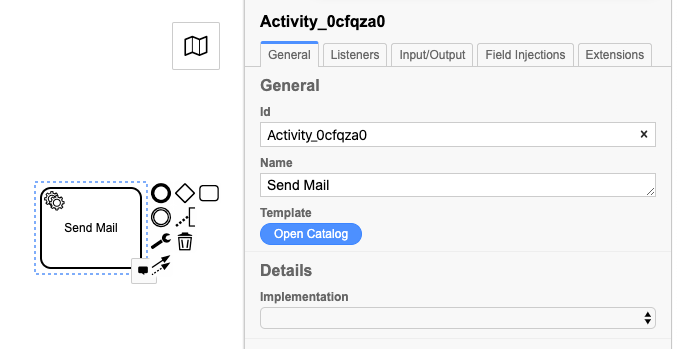 Activity_0cfqza0
General
Listeners
Input/Output
Field Injections
Extensions
General
Id
Activity_0cfqza0
Name
Send Mail
Template
Open Catalog
Details
Implementation
Send Mail